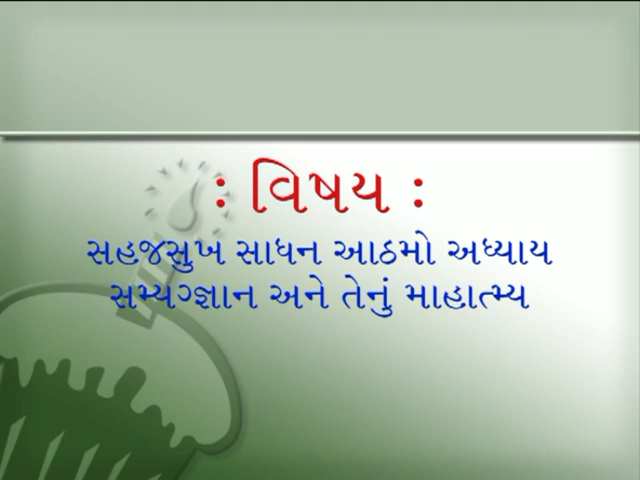 : વિષય :
સહજસુખ સાધન આઠમો અધ્યાય
સમ્યગ્જ્ઞાન અને તેનું માહાત્મ્ય